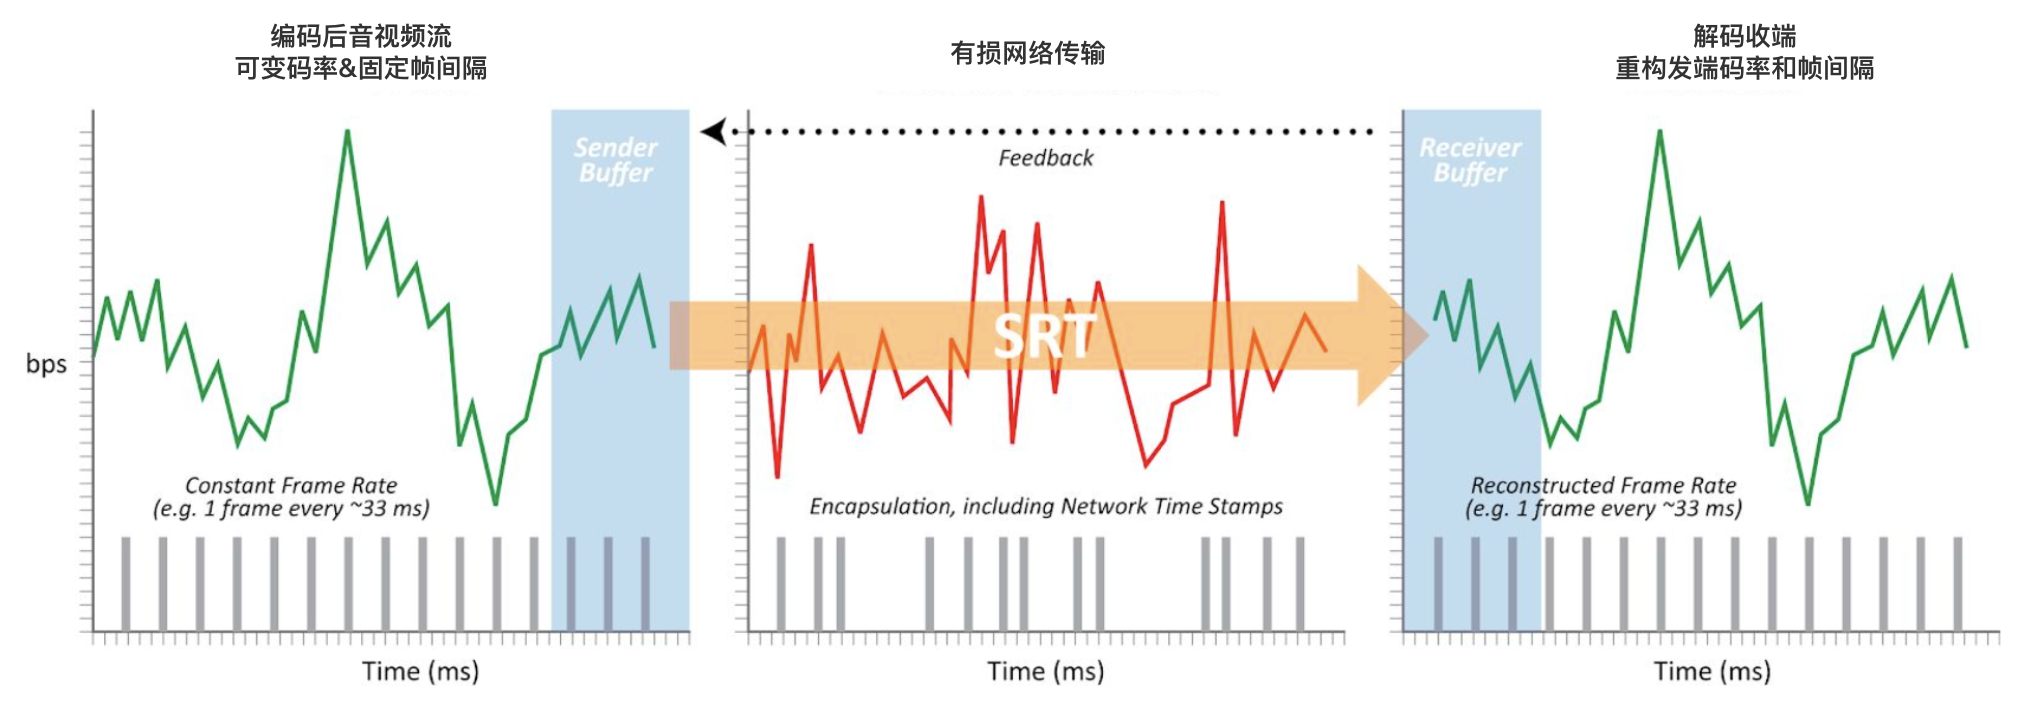 编码后音视频流
可变码率&固定帧间隔
有损网络传输
解码收端
重构发端码率和帧间隔
Sender
Buffer
Feedback
Receiver
Buffer
SRT
bps
Constant Frame Rate
(e.g. 1 frame every ~33 ms)
Encapsulation, including Network Time Stamps
Reconstructed Frame Rate
(e.g. 1 frame every ~33 ms)
Time (ms)
Time (ms)
Time (ms)